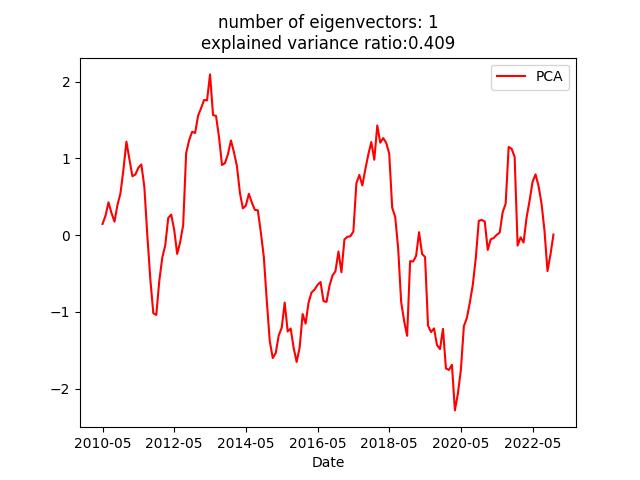 number of eigenvectors: 1
explained variance ratio:0.409
PCA
2
1
0
−1
−2
2010-05 2012-05 2014-05 2016-05 2018-05 2020-05 2022-05
Date